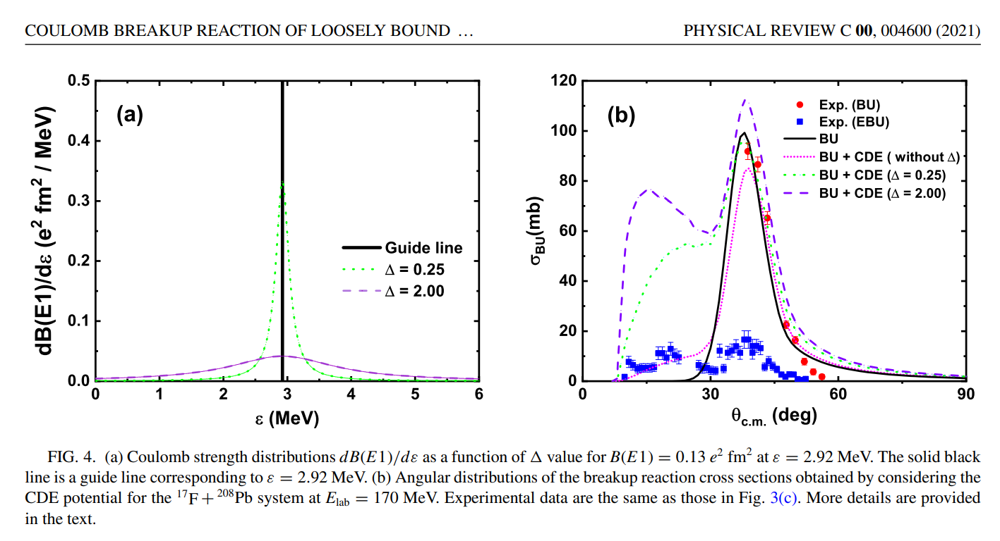 COULOMB BREAKUP REACTION OF LOOSELY BOUND …
PHYSICAL REVIEW C 00, 004600 (2021)
0.5
0.4
0.3
0.2
0.1
0.0
dB(E1)/dε (e² fm² / MeV)
(a)
Guide line
Δ = 0.25
Δ = 2.00
0 1 2 3 4 5 6
ε (MeV)
120
100
80
60
40
20
0
σBU(mb)
(b)
Exp. (BU)
Exp. (EBU)
BU
BU + CDE ( without Δ)
BU + CDE (Δ = 0.25)
BU + CDE (Δ = 2.00)
0 30 60 90
θc.m. (deg)
FIG. 4. (a) Coulomb strength distributions dB(E1)/dε as a function of Δ value for B(E1) = 0.13 e² fm² at ε = 2.92 MeV. The solid black
line is a guide line corresponding to ε = 2.92 MeV. (b) Angular distributions of the breakup reaction cross sections obtained by considering the
CDE potential for the ¹⁷F + ²⁰⁸Pb system at Elab = 170 MeV. Experimental data are the same as those in Fig. 3(c). More details are provided
in the text.